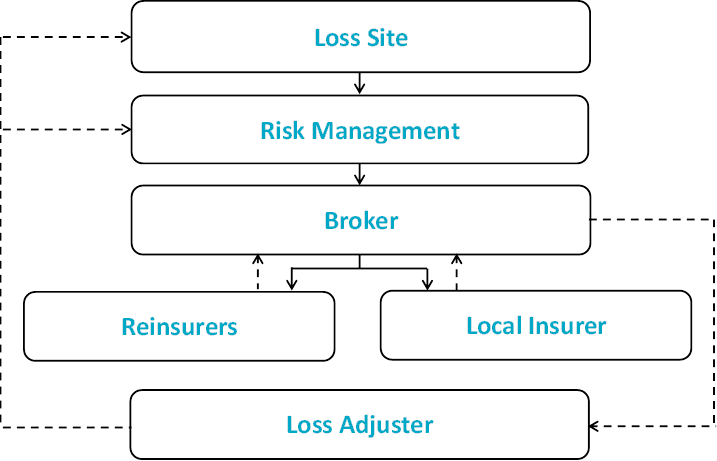 Loss Site
Risk Management
Broker
Reinsurers
Local Insurer
Loss Adjuster